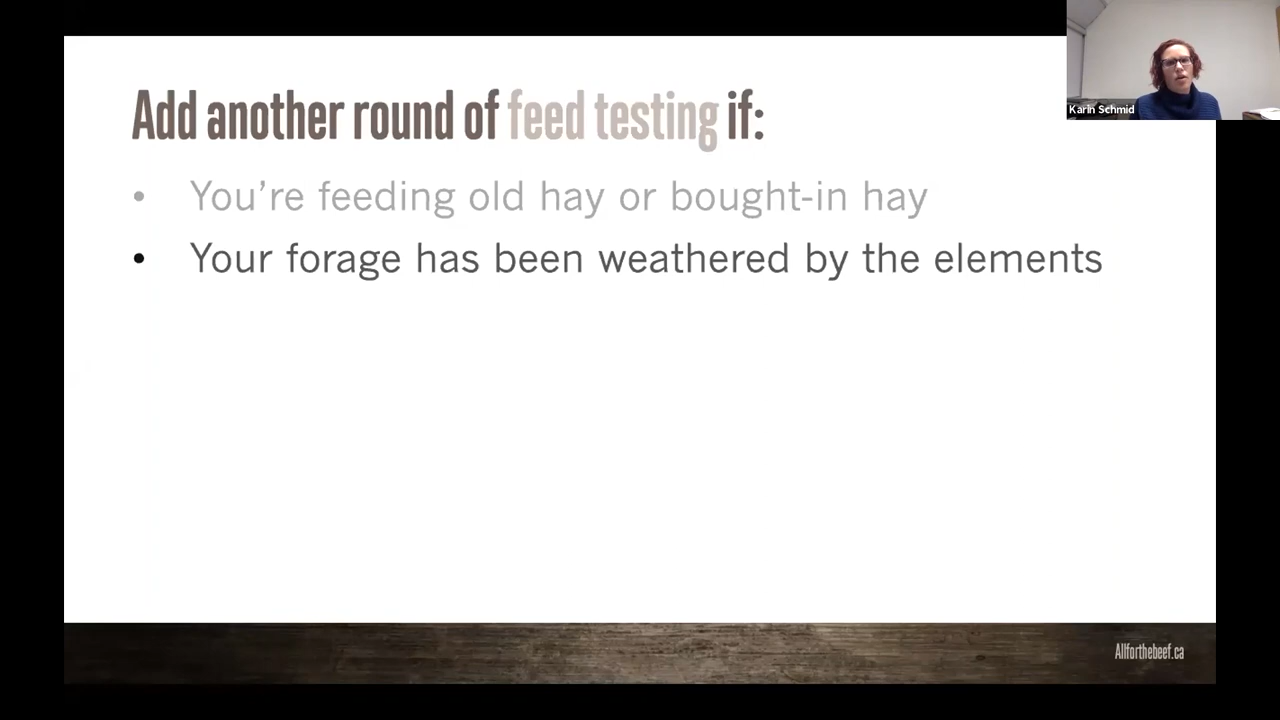 Add another round of feed testing if:
• You’re feeding old hay or bought-in hay
• Your forage has been weathered by the elements
Karin Schmid
Allforthebeef.ca